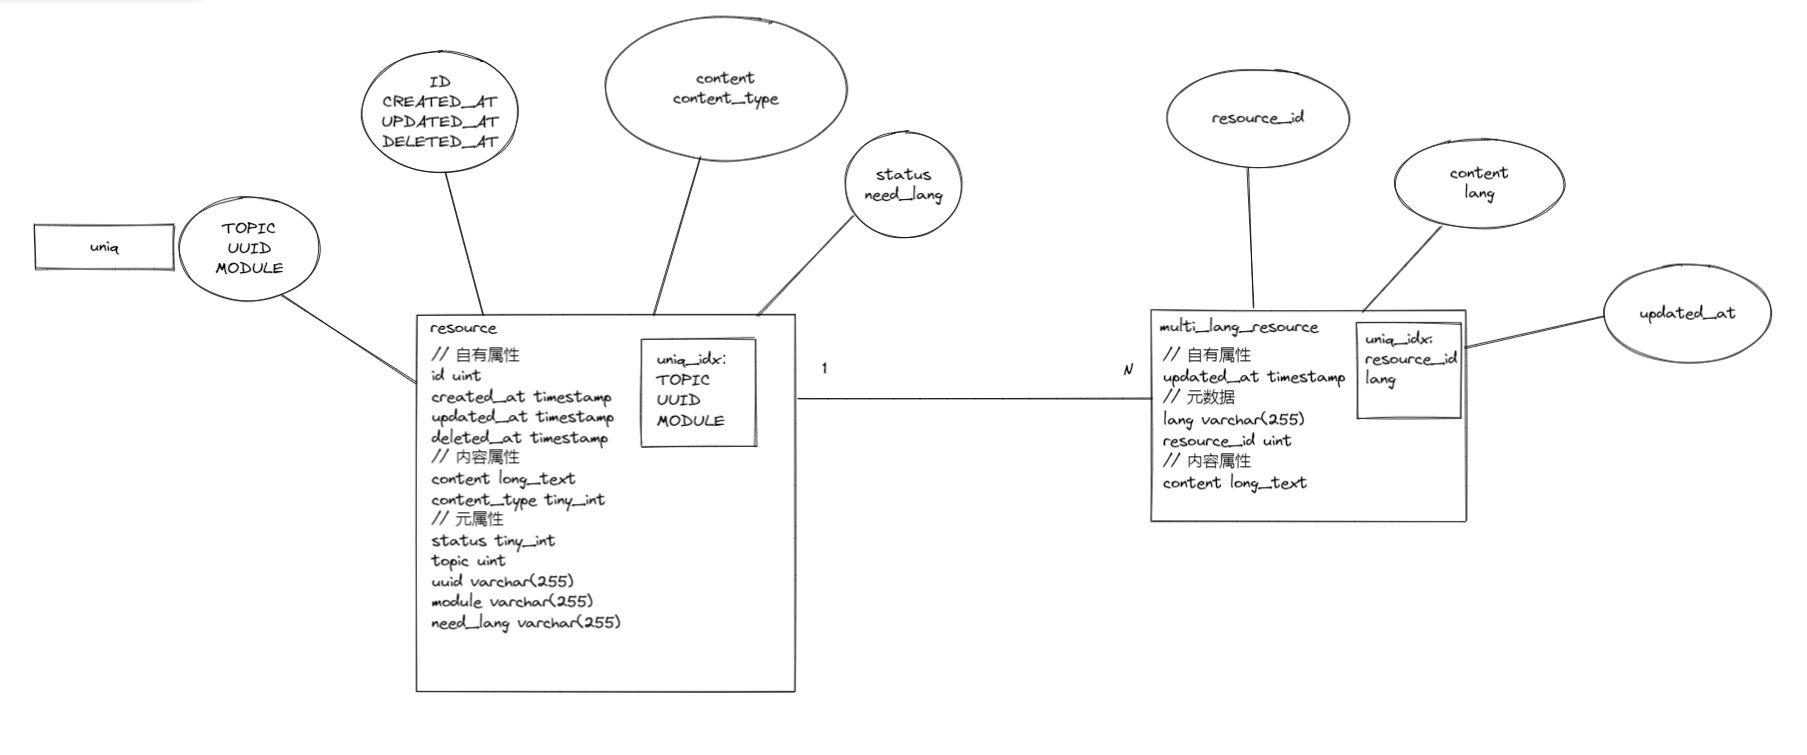 uniq
TOPIC
UUID
MODULE
ID
CREATED_AT
UPDATED_AT
DELETED_AT
content
content_type
status
need_lang
resource_id
content
lang
updated_at
resource
// 自有属性
id uint
created_at timestamp
updated_at timestamp
deleted_at timestamp
// 内容属性
content long_text
content_type tiny_int
// 元属性
status tiny_int
topic uint
uuid varchar(255)
module varchar(255)
need_lang varchar(255)
uniq_idx:
TOPIC
UUID
MODULE
1
N
multi_lang_resource
// 自有属性
updated_at timestamp
// 元数据
lang varchar(255)
resource_id uint
// 内容属性
content long_text
uniq_idx:
resource_id
lang